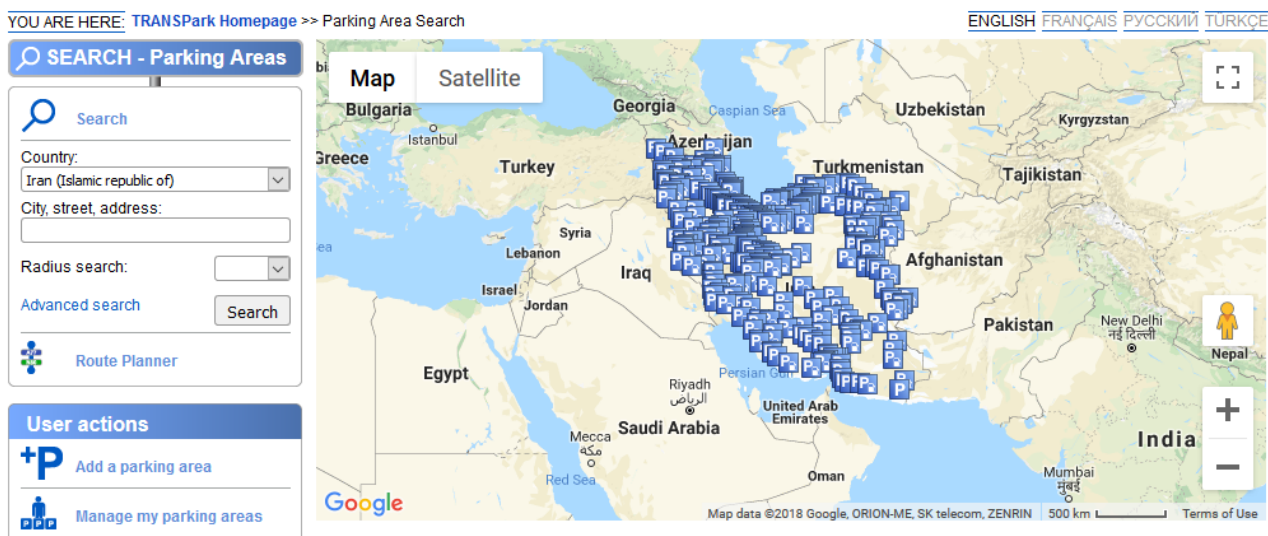 YOU ARE HERE: TRANSPark Homepage >> Parking Area Search
ENGLISH FRANÇAIS РУССКИЙ TÜRKÇE
SEARCH - Parking Areas
Search
Country:
Iran (Islamic republic of)
City, street, address:
Radius search:
Advanced search
Search
Route Planner
User actions
Add a parking area
Manage my parking areas
Map
Satellite
Bulgaria
Georgia
Caspian Sea
Uzbekistan
Kyrgyzstan
Istanbul
Greece
Turkey
Turkmenistan
Tajikistan
Syria
Lebanon
Iraq
Afghanistan
Israel
Jordan
Pakistan
New Delhi
नई दिल्ली
Nepal
Egypt
Persian
Riyadh
الرياض
United Arab
Emirates
Saudi Arabia
Mecca
مكة
India
Red Sea
Oman
Mumbai
मुंबई
Google
Map data ©2018 Google, ORION-ME, SK telecom, ZENRIN
500 km
Terms of Use